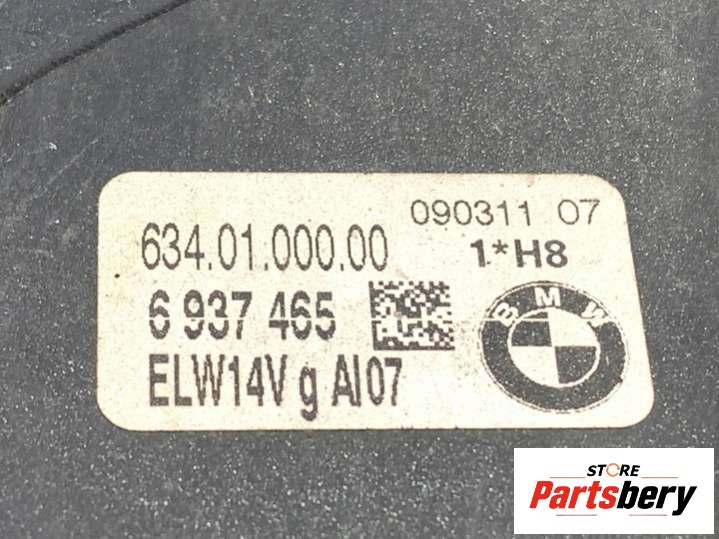 090311 07
634.01.000.00
1*H8
6 937 465
BMW
ELW14V g AI07
STORE
Partsbery